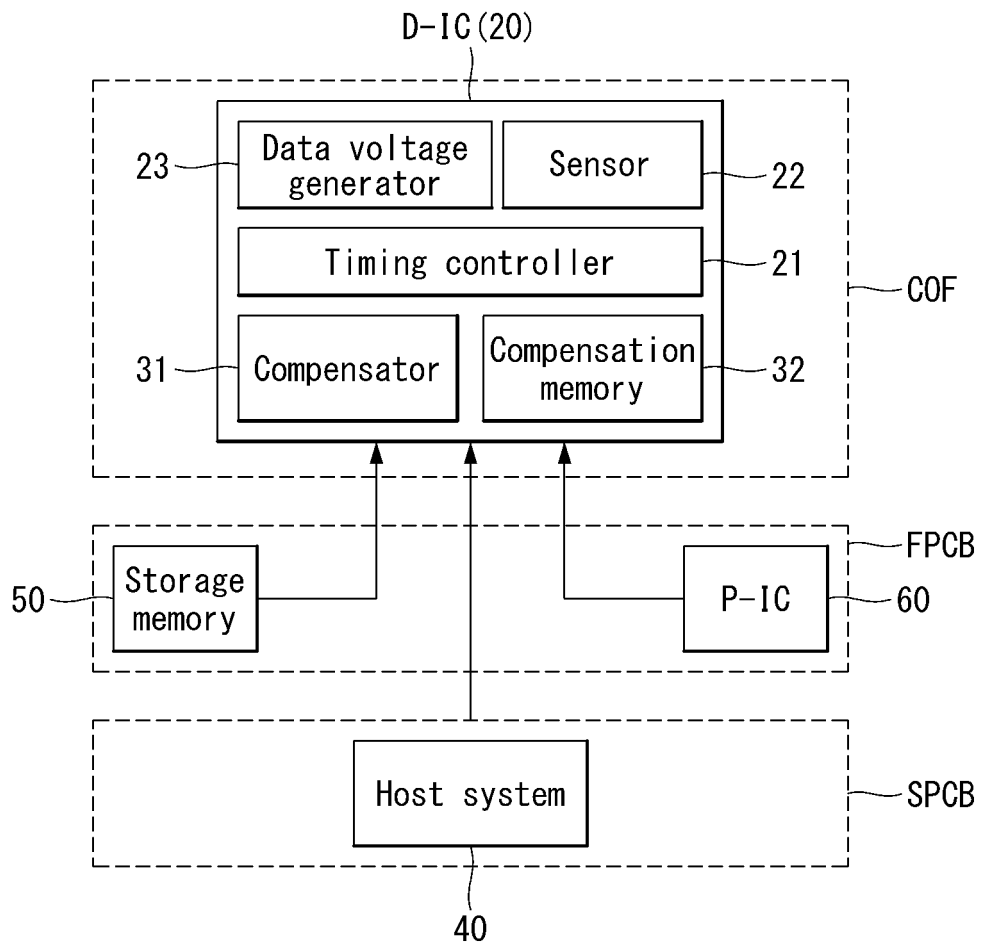 D-IC(20)
23
Data voltage
generator
Sensor
22
Timing controller
21
COF
31
Compensator
Compensation
memory
32
FPCB
50
Storage
memory
P-IC
60
Host system
SPCB
40